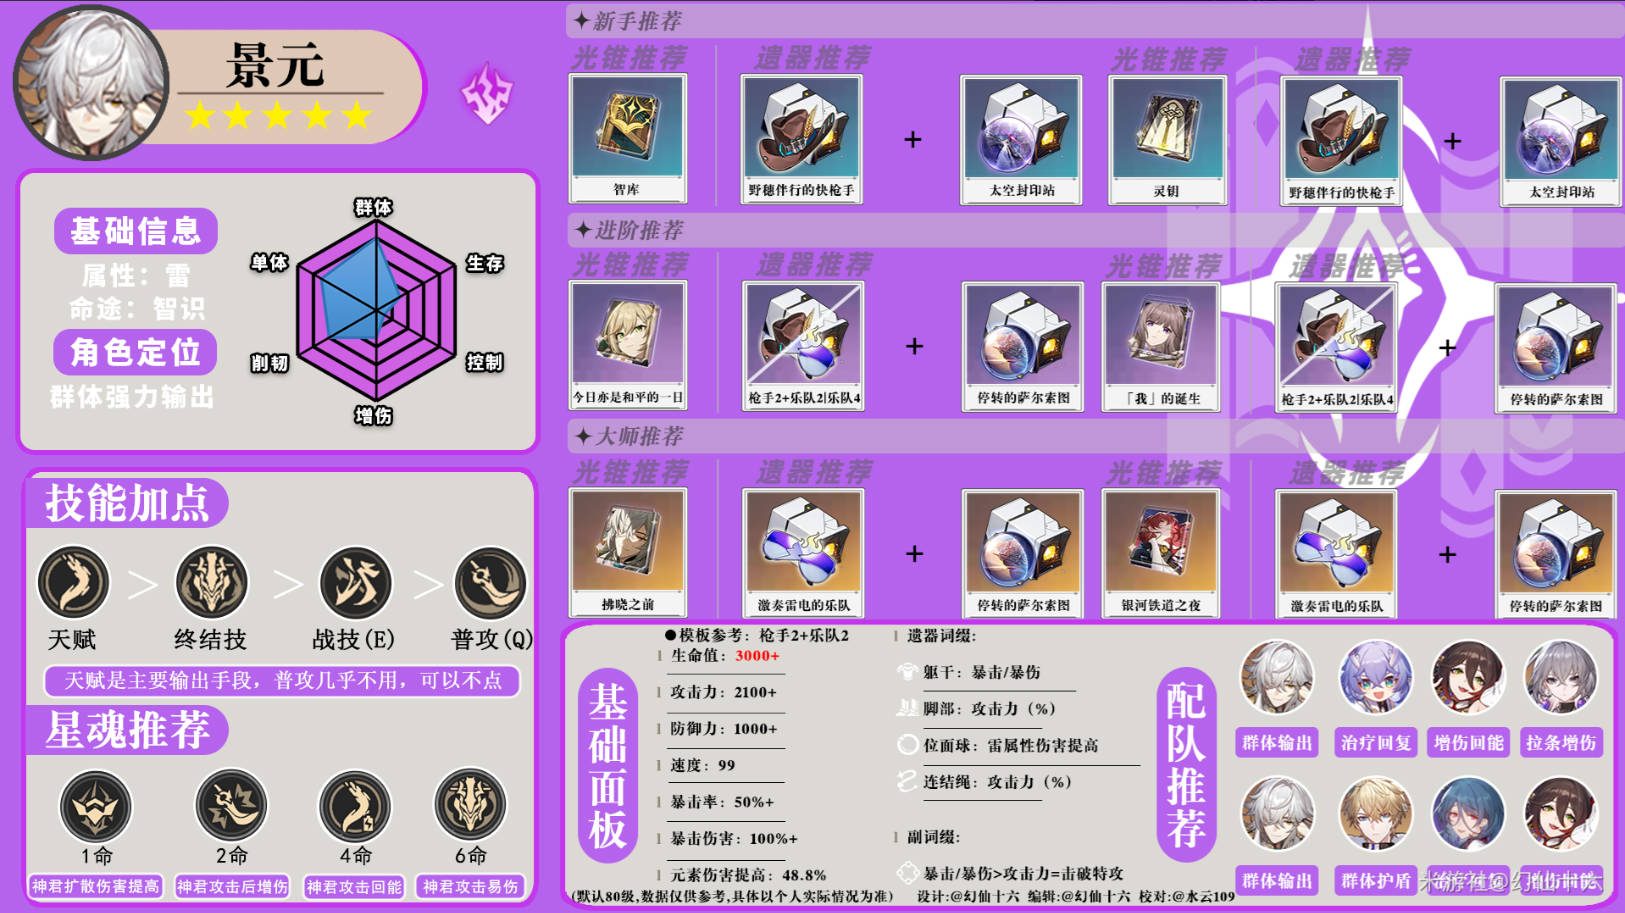 景元
基础信息
属性：雷
命途：智识
角色定位
群体强力输出
群体
单体
生存
削韧
控制
增伤
技能加点
天赋
终结技
战技(E)
普攻(Q)
天赋是主要输出手段，普攻几乎不用，可以不点
星魂推荐
1命
2命
4命
6命
神君扩散伤害提高
神君攻击后增伤
神君攻击回能
神君攻击易伤
新手推荐
光锥推荐
遗器推荐
光锥推荐
遗器推荐
智库
野穗伴行的快枪手
+
太空封印站
灵钥
野穗伴行的快枪手
+
太空封印站
进阶推荐
光锥推荐
遗器推荐
光锥推荐
遗器推荐
今日亦是和平的一日
枪手2+乐队2|乐队4
+
停转的萨尔索图
「我」的诞生
枪手2+乐队2|乐队4
+
停转的萨尔索图
大师推荐
光锥推荐
遗器推荐
光锥推荐
遗器推荐
拂晓之前
激奏雷电的乐队
+
停转的萨尔索图
银河铁道之夜
激奏雷电的乐队
+
停转的萨尔索图
基础面板
●模板参考：枪手2+乐队2
生命值：3000+
攻击力：2100+
防御力：1000+
速度：99
暴击率：50%+
暴击伤害：100%+
元素伤害提高：48.8%
(默认80级,数据仅供参考,具体以个人实际情况为准)
遗器词缀:
躯干：暴击/暴伤
脚部：攻击力（%）
位面球：雷属性伤害提高
连结绳：攻击力（%）
副词缀:
暴击/暴伤>攻击力=击破特攻
设计:@幻仙十六 编辑:@幻仙十六 校对:@水云109
配队推荐
群体输出
治疗回复
增伤回能
拉条增伤
群体输出
群体护盾
米游社@幻仙十六